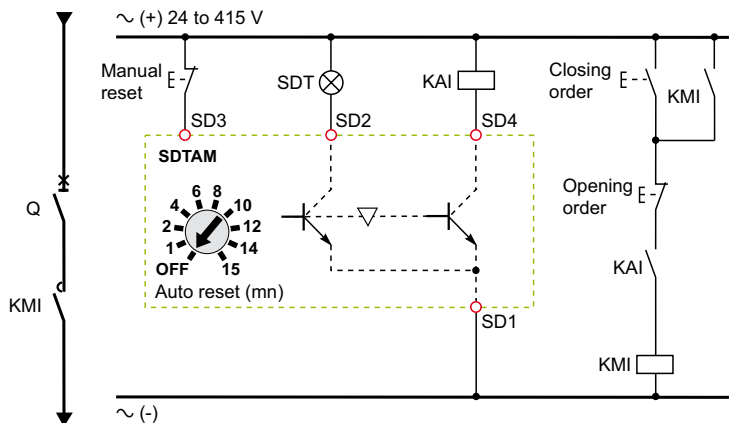 ~ (+) 24 to 415 V
Manual
reset
SDT
KAI
Closing
order
KMI
SD3
SD2
SD4
SDTAM
Q
6 8
4 10
2 12
1 14
OFF 15
Auto reset (mn)
Opening
order
KAI
KMI
SD1
KMI
~ (-)